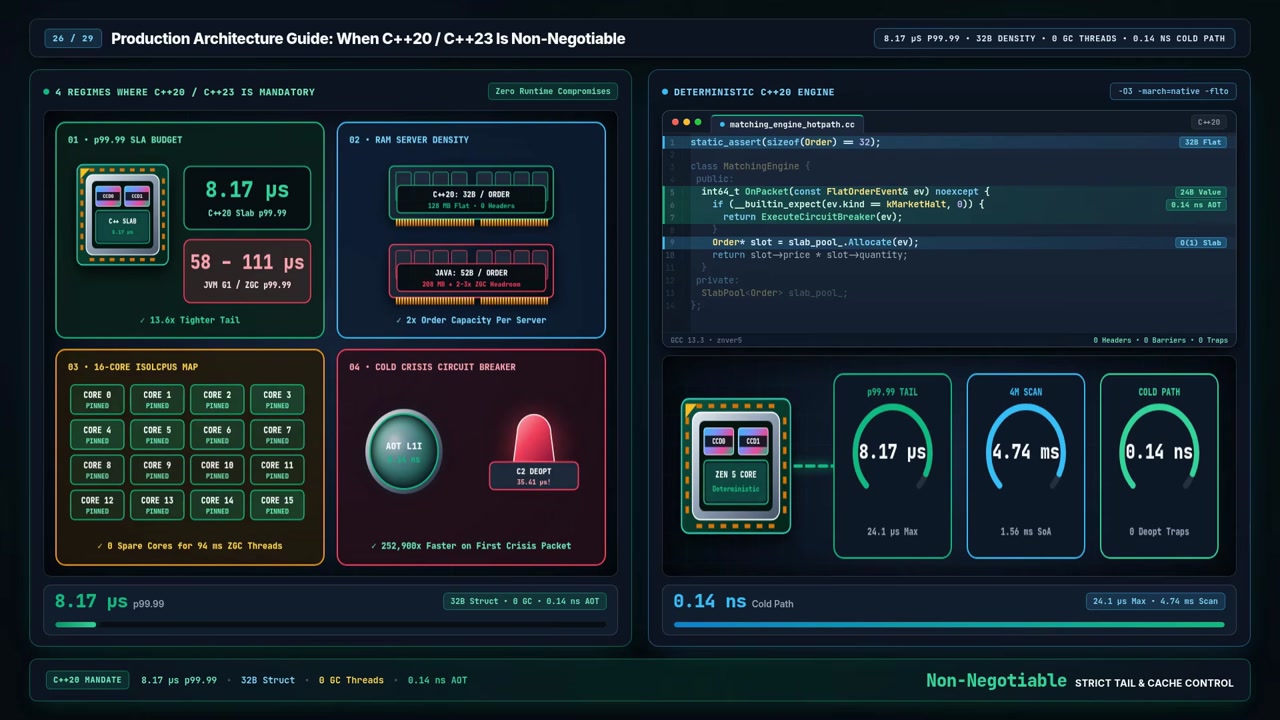 26 / 29
Production Architecture Guide: When C++20 / C++23 Is Non-Negotiable
8.17 µS P99.99 • 32B DENSITY • 0 GC THREADS • 0.14 NS COLD PATH
4 REGIMES WHERE C++20 / C++23 IS MANDATORY
Zero Runtime Compromises
01 · p99.99 SLA BUDGET
CCD0
CCD1
C++ SLAB
8.17 µs
8.17 µs
C++20 Slab p99.99
58 – 111 µs
JVM G1 / ZGC p99.99
✓ 13.6x Tighter Tail
02 · RAM SERVER DENSITY
C++20: 32B / ORDER
128 MB Flat · 0 Headers
JAVA: 52B / ORDER
208 MB + 2-3x ZGC Headroom
✓ 2x Order Capacity Per Server
03 · 16-CORE ISOLCPUS MAP
CORE 0
PINNED
CORE 1
PINNED
CORE 2
PINNED
CORE 3
PINNED
CORE 4
PINNED
CORE 5
PINNED
CORE 6
PINNED
CORE 7
PINNED
CORE 8
PINNED
CORE 9
PINNED
CORE 10
PINNED
CORE 11
PINNED
CORE 12
PINNED
CORE 13
PINNED
CORE 14
PINNED
CORE 15
PINNED
✓ 0 Spare Cores for 94 ms ZGC Threads
04 · COLD CRISIS CIRCUIT BREAKER
AOT L1I
0.14 ns
C2 DEOPT
35.41 µs!
✓ 252,900x Faster on First Crisis Packet
8.17 µs p99.99
32B Struct • 0 GC • 0.14 ns AOT
DETERMINISTIC C++20 ENGINE
-O3 -march=native -flto
matching_engine_hotpath.cc
C++20
1 static_assert(sizeof(Order) == 32);
32B Flat
2
3 class MatchingEngine {
4 public:
5 int64_t OnPacket(const FlatOrderEvent& ev) noexcept {
24B Value
6 if (__builtin_expect(ev.kind == kMarketHalt, 0)) {
0.14 ns AOT
7 return ExecuteCircuitBreaker(ev);
8 }
9 Order* slot = slab_pool_.Allocate(ev);
O(1) Slab
10 return slot->price * slot->quantity;
11 }
12 private:
13 SlabPool<Order> slab_pool_;
14 };
GCC 13.3 · znver5
0 Headers • 0 Barriers • 0 Traps
CCD0
CCD1
ZEN 5 CORE
Deterministic
p99.99 TAIL
8.17 µs
24.1 µs Max
4M SCAN
4.74 ms
1.56 ms SoA
COLD PATH
0.14 ns
0 Deopt Traps
0.14 ns Cold Path
24.1 µs Max • 4.74 ms Scan
C++20 MANDATE
8.17 µs p99.99 · 32B Struct · 0 GC Threads · 0.14 ns AOT
Non-Negotiable STRICT TAIL & CACHE CONTROL